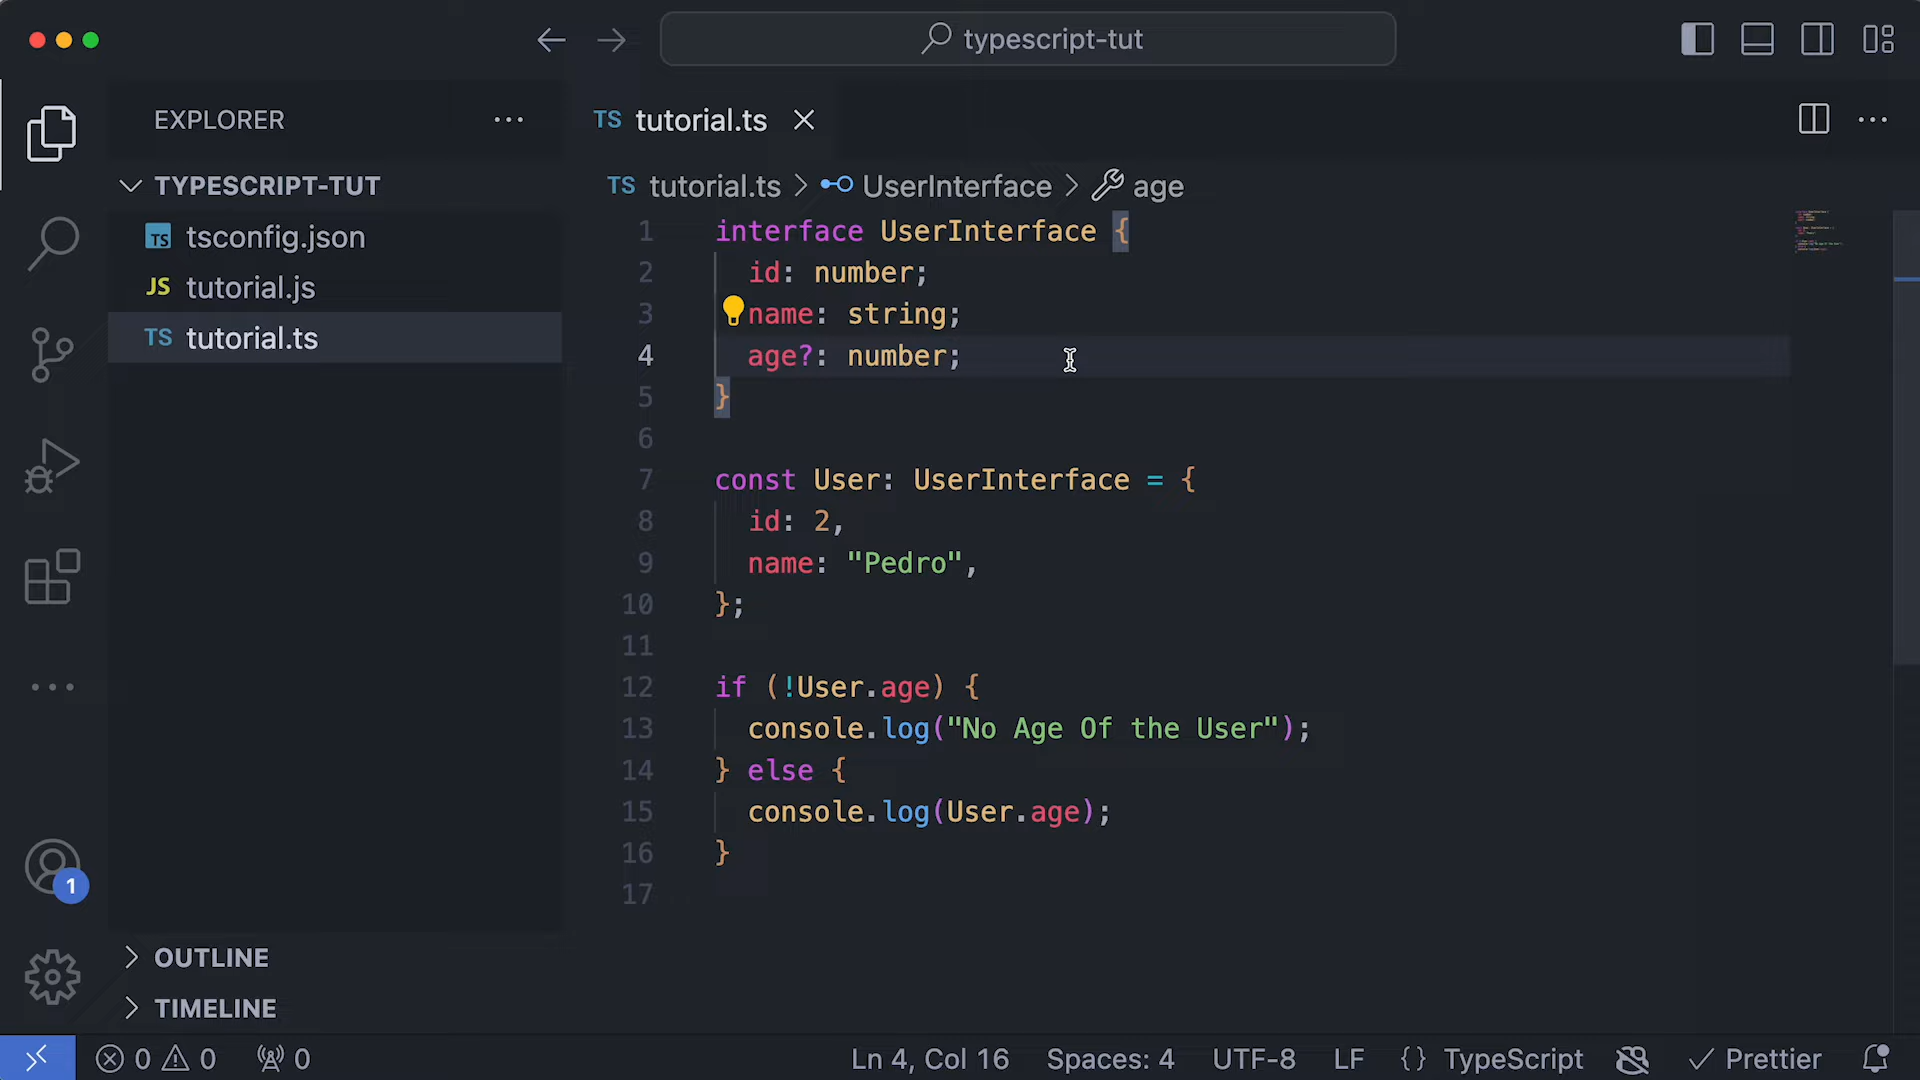 typescript-tut
EXPLORER
TS tutorial.ts
TYPESCRIPT-TUT
TS tutorial.ts > UserInterface > age
TS tsconfig.json
JS tutorial.js
TS tutorial.ts
1 interface UserInterface {
2 id: number;
3 name: string;
4 age?: number;
5 }
6
7 const User: UserInterface = {
8 id: 2,
9 name: "Pedro",
10 };
11
12 if (!User.age) {
13 console.log("No Age Of the User");
14 } else {
15 console.log(User.age);
16 }
17
1
OUTLINE
TIMELINE
0 0 0 Ln 4, Col 16 Spaces: 4 UTF-8 LF {} TypeScript Prettier